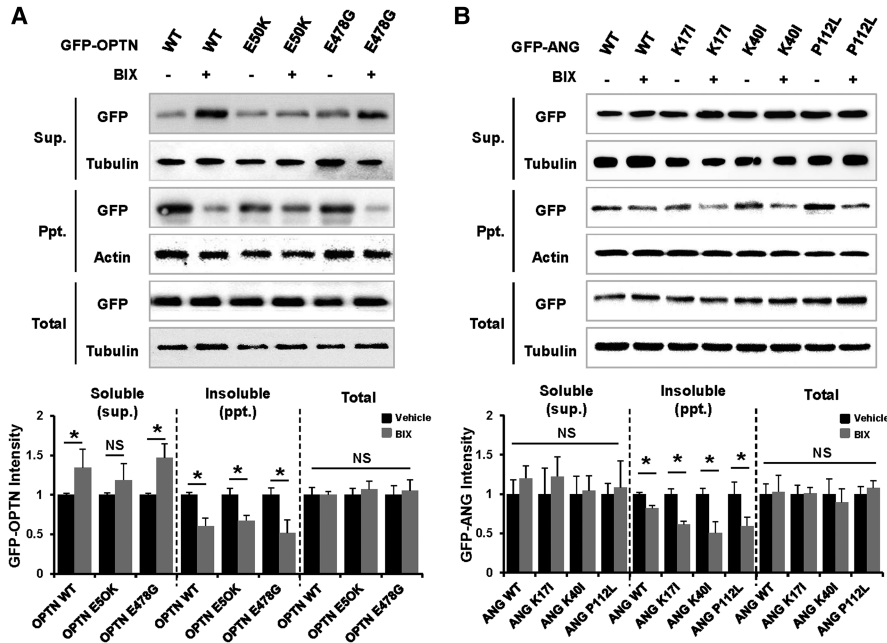 A
GFP-OPTN WT WT E50K E50K E478G E478G
BIX - + - + - +
Sup.
GFP
Tubulin
Ppt.
GFP
Actin
Total
GFP
Tubulin
Soluble (sup.) Insoluble (ppt.) Total
Vehicle
BIX
GFP-OPTN Intensity
2
1.5
1
0.5
0
* NS * * * * NS
OPTN WT OPTN E5OK OPTN E478G OPTN WT OPTN E5OK OPTN E478G OPTN WT OPTN E5OK OPTN E478G
B
GFP-ANG WT WT K17I K17I K40I K40I P112L P112L
BIX - + - + - + - +
Sup.
GFP
Tubulin
Ppt.
GFP
Actin
Total
GFP
Tubulin
Soluble (sup.) Insoluble (ppt.) Total
Vehicle
BIX
GFP-ANG Intensity
2
1.5
1
0.5
0
NS * * * * NS
ANG WT ANG K17I ANG K40I ANG P112L ANG WT ANG K17I ANG K40I ANG P112L ANG WT ANG K17I ANG K40I ANG P112L